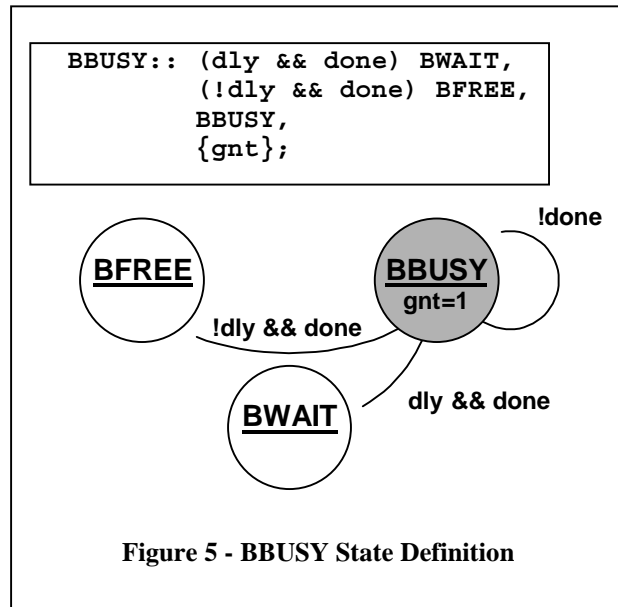 BBUSY:: (dly && done) BWAIT,
(!dly && done) BFREE,
BBUSY,
{gnt};
!done
BFREE
BBUSY
gnt=1
!dly && done
BWAIT
dly && done
Figure 5 - BBUSY State Definition